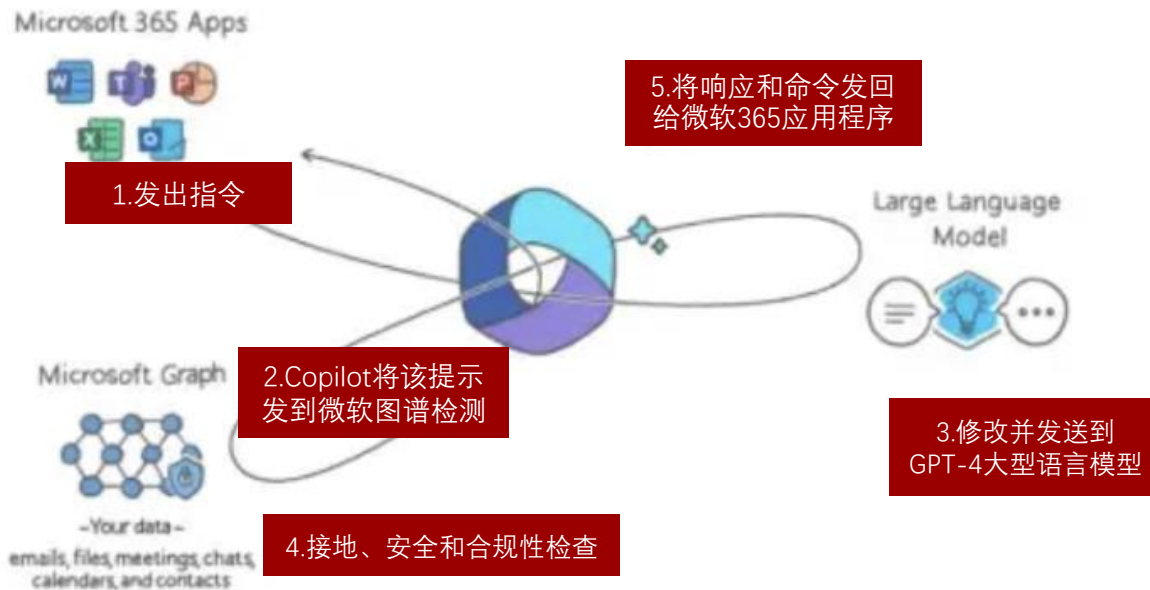 Microsoft 365 Apps
W
T
P
X
O
1.发出指令
5.将响应和命令发回
给微软365应用程序
Large Language
Model
Microsoft Graph
2.Copilot将该提示
发到微软图谱检测
3.修改并发送到
GPT-4大型语言模型
-Your data-
emails, files, meetings, chats,
calendars, and contacts
4.接地、安全和合规性检查